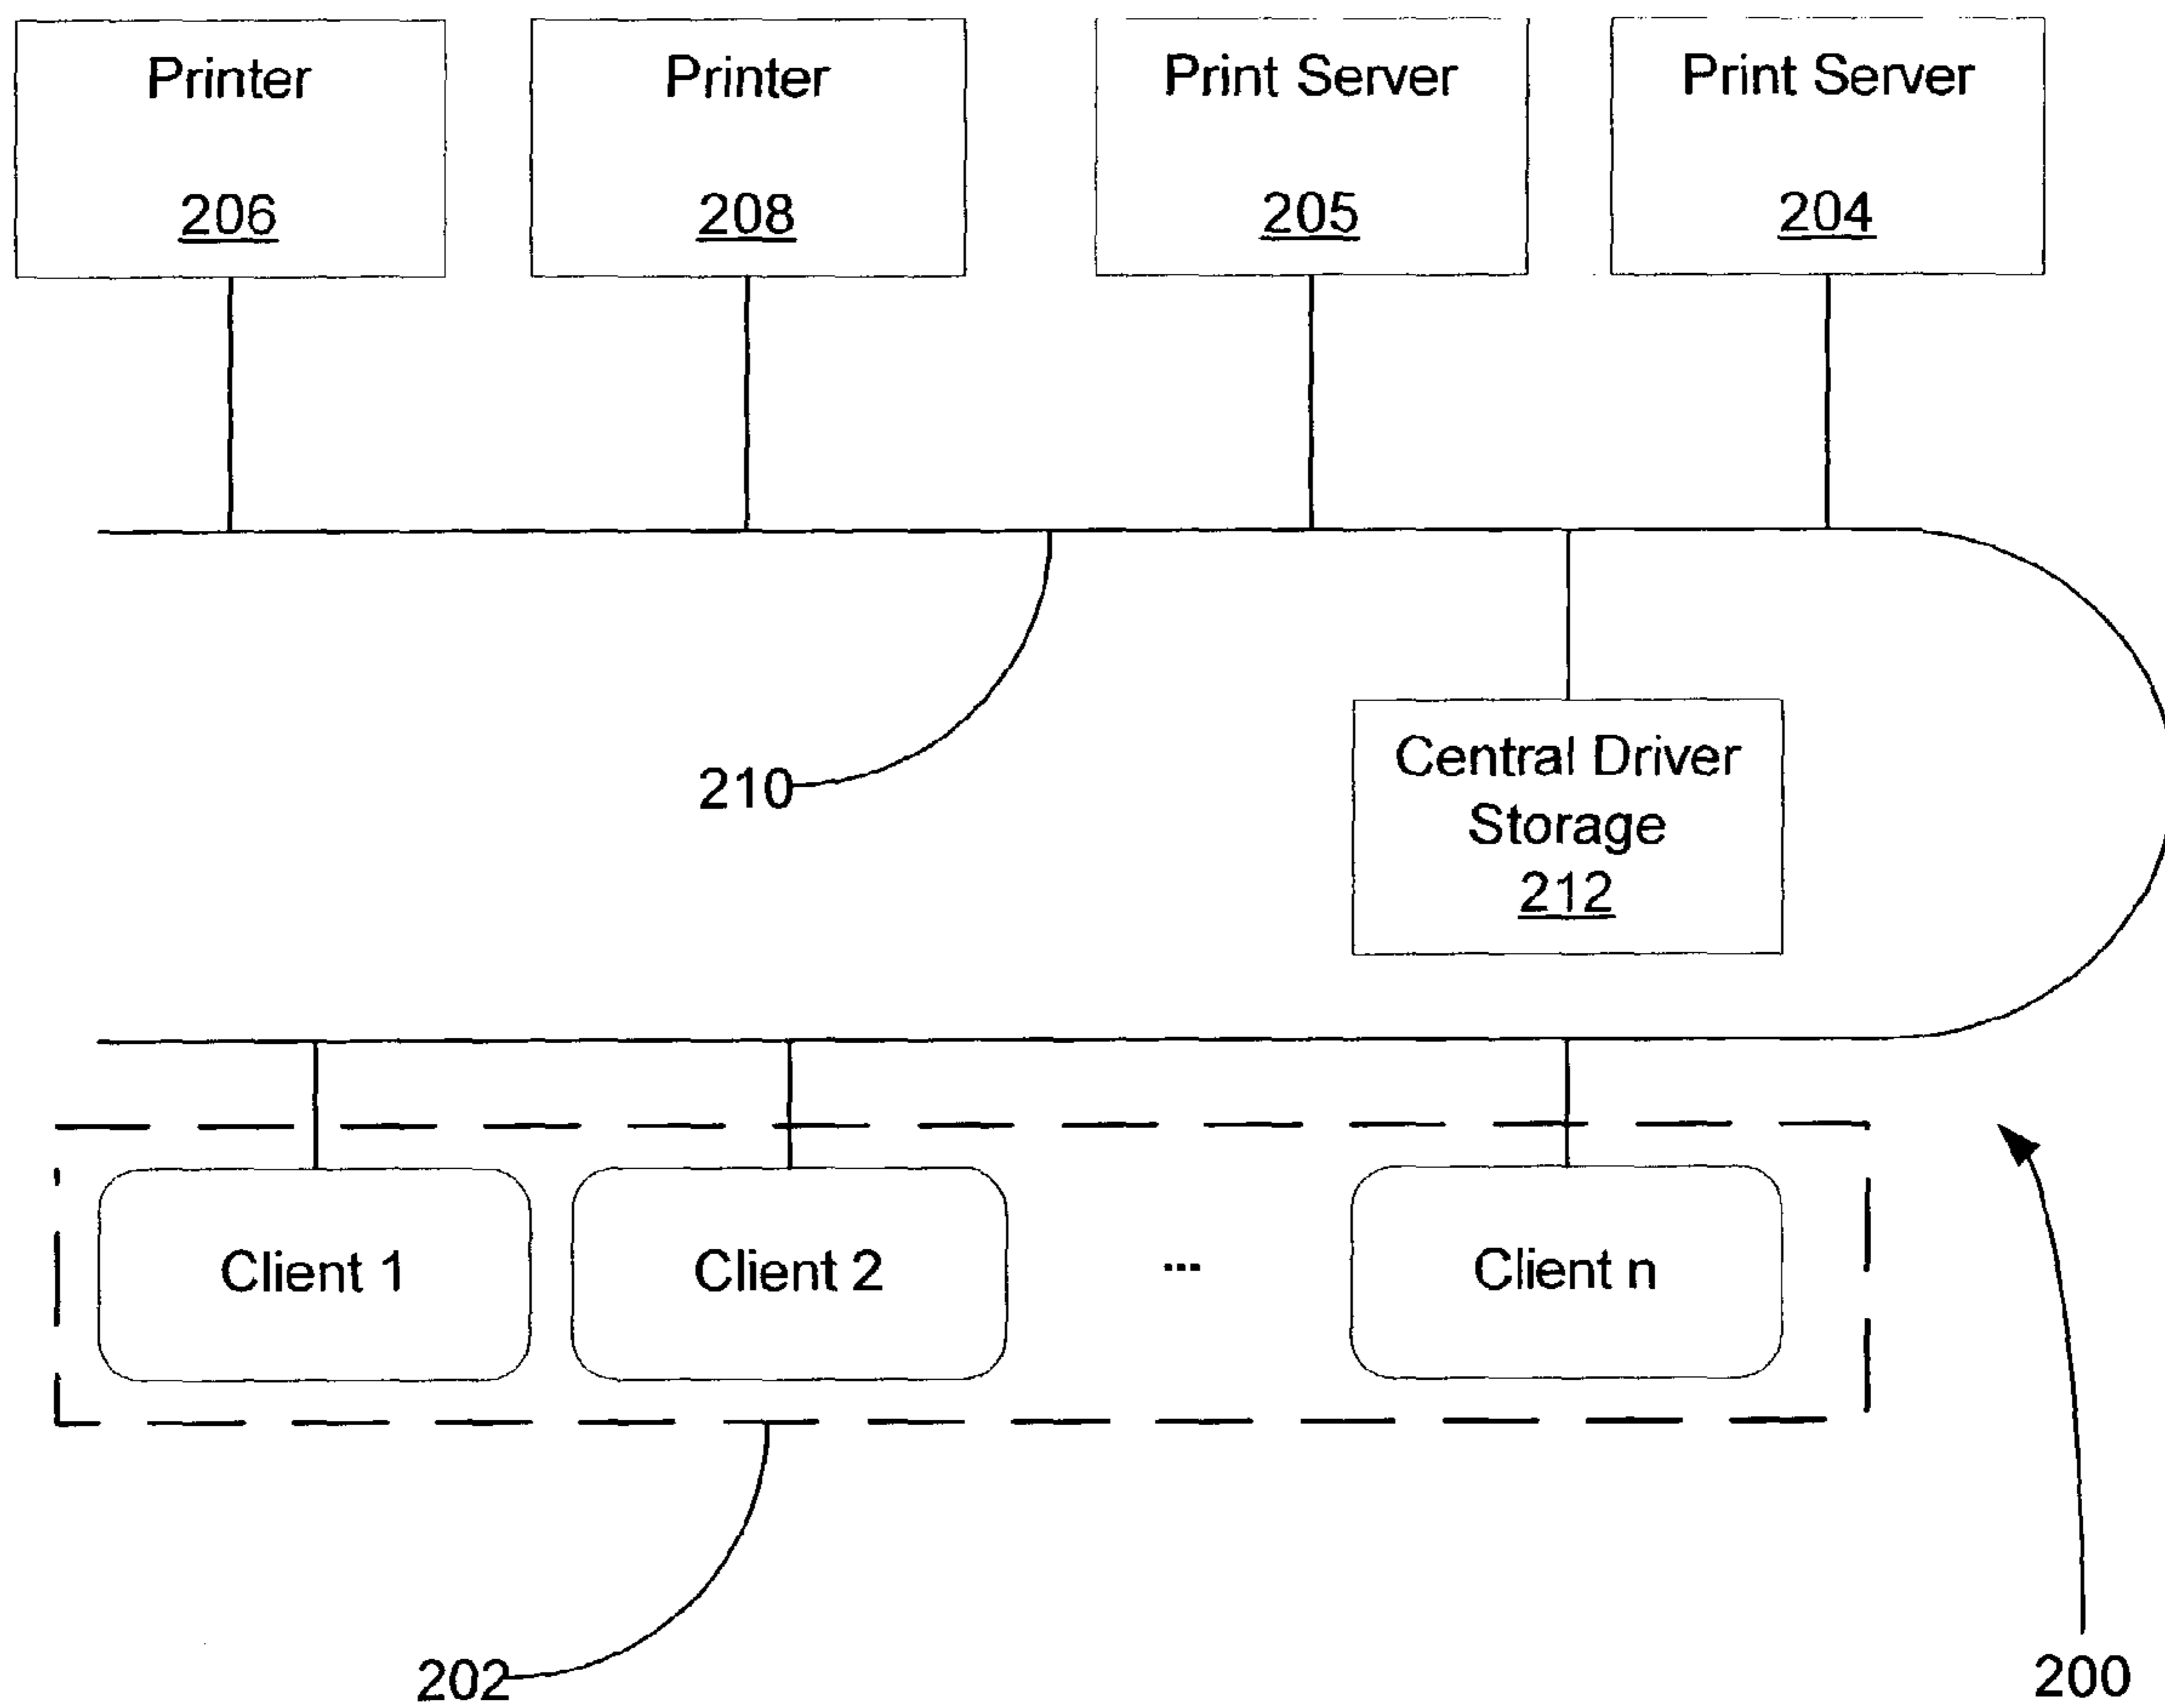 Printer
206
Printer
208
Print Server
205
Print Server
204
210
Central Driver
Storage
212
Client 1
Client 2
...
Client n
202
200